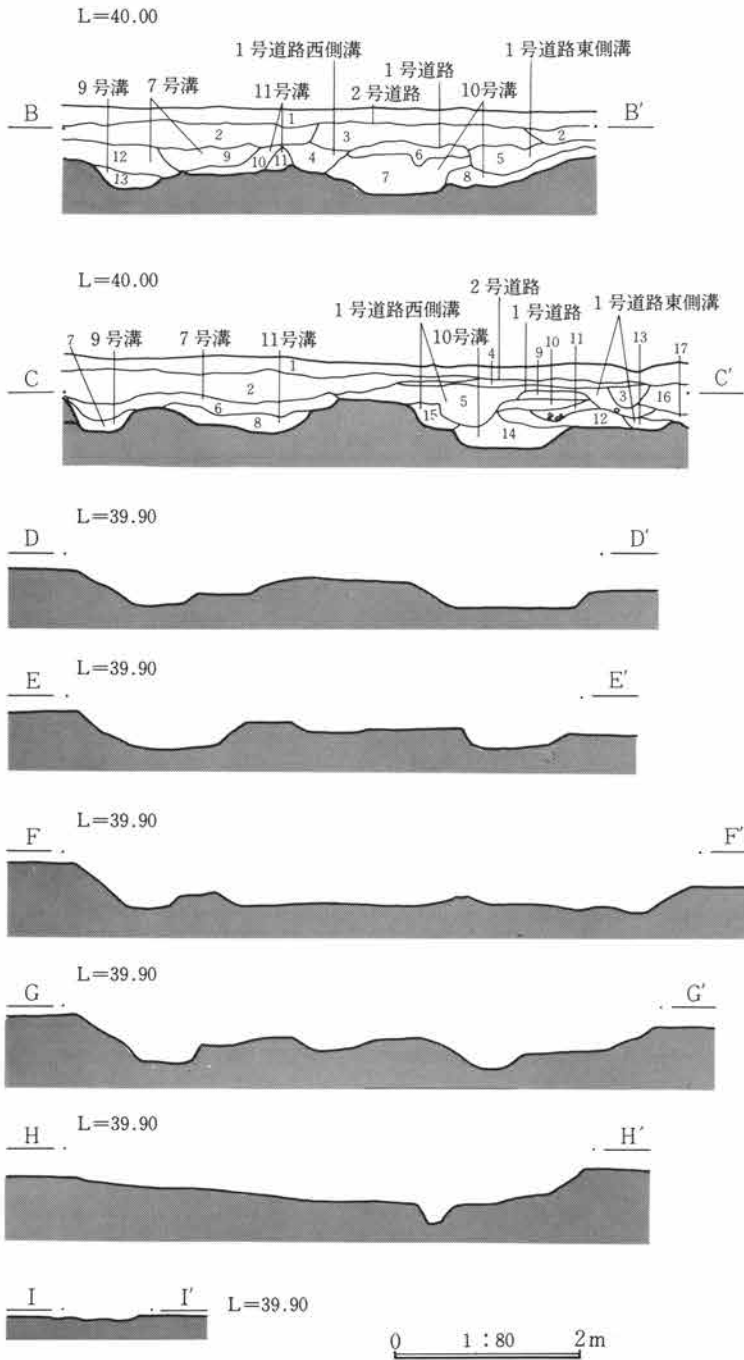 L=40.00
1号道路西側溝 1号道路東側溝
9号溝 7号溝 11号溝 1号道路 2号道路 10号溝
B B′
1 2 3 2
12 9 10 11 4 6 5
13 7 8
L=40.00
2号道路
1号道路西側溝 1号道路 1号道路東側溝
7 9号溝 7号溝 11号溝 10号溝 9 10 11 13 17
1 4
C C′
2 5 3 16
6 15 12
8 14
L=39.90
D D′
L=39.90
E E′
L=39.90
F F′
L=39.90
G G′
L=39.90
H H′
I I′ L=39.90
0 1:80 2m